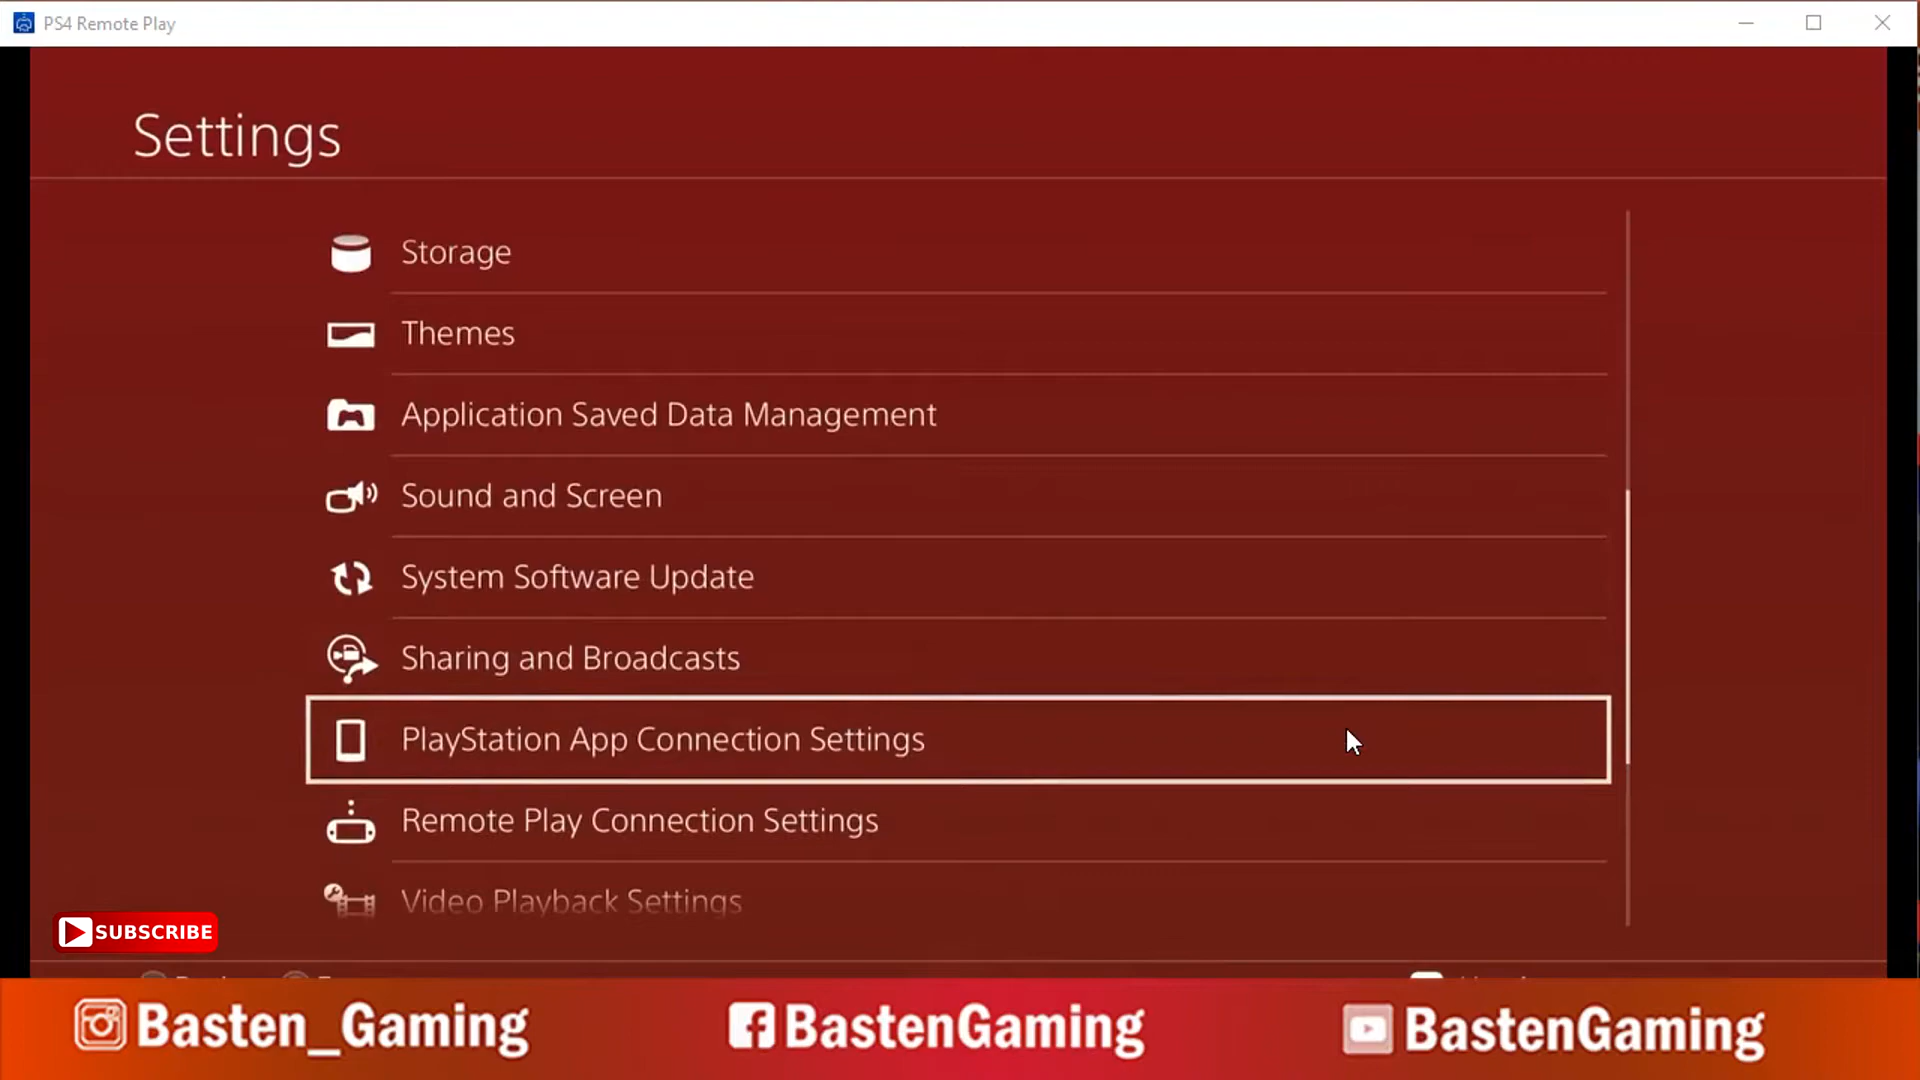 PS4 Remote Play
Settings
Storage
Themes
Application Saved Data Management
Sound and Screen
System Software Update
Sharing and Broadcasts
PlayStation App Connection Settings
Remote Play Connection Settings
Video Playback Settings
SUBSCRIBE
Basten_Gaming
BastenGaming
BastenGaming